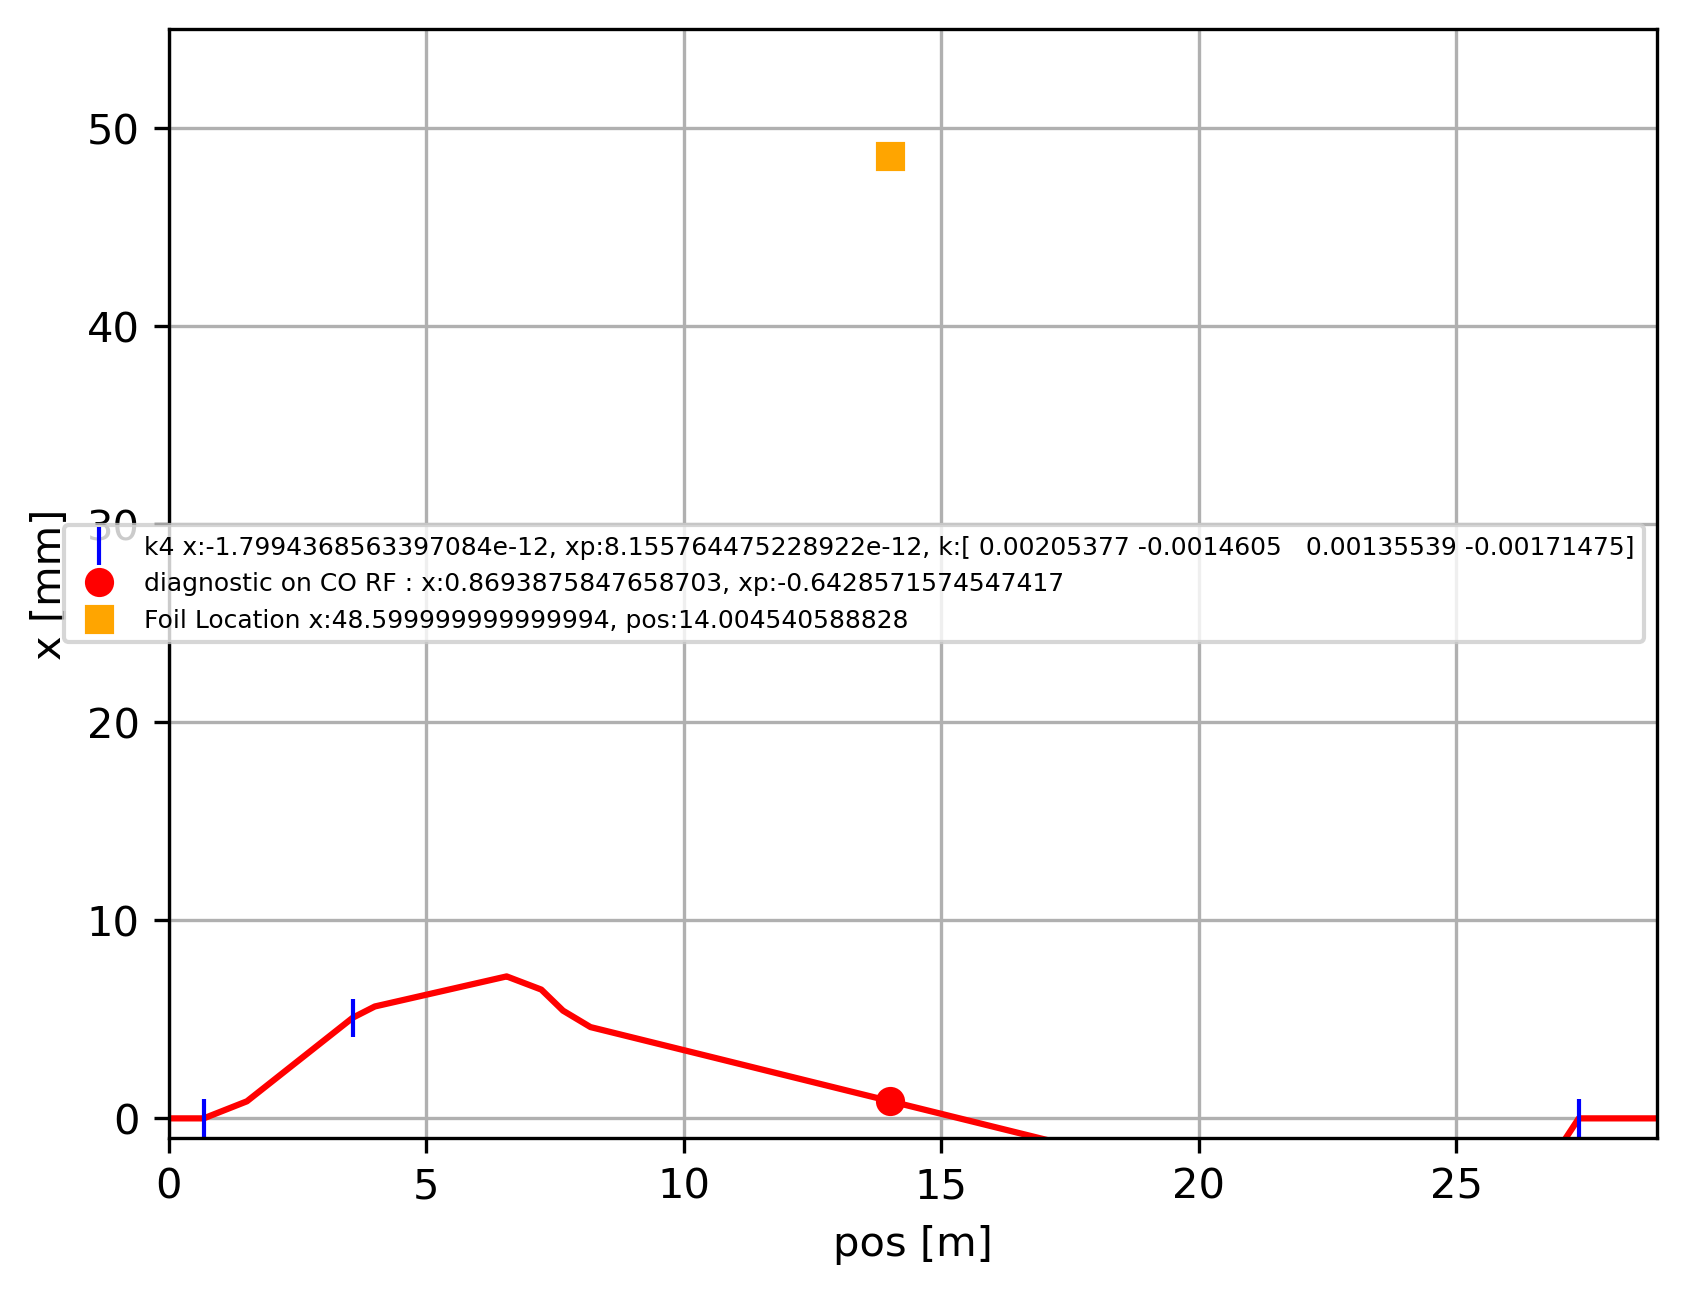 50
40
30
x [mm]
k4 x:-1.7994368563397084e-12, xp:8.155764475228922e-12, k:[ 0.00205377 -0.0014605   0.00135539 -0.00171475]
diagnostic on CO RF : x:0.8693875847658703, xp:-0.6428571574547417
Foil Location x:48.599999999999994, pos:14.004540588828
20
10
0
0 5 10 15 20 25
pos [m]